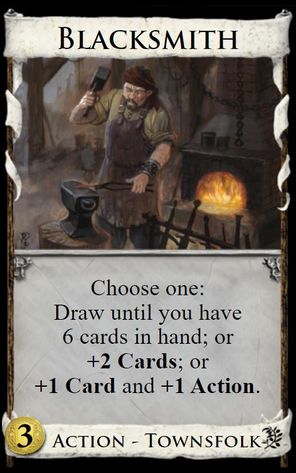 BLACKSMITH
Choose one:
Draw until you have
6 cards in hand; or
+2 Cards; or
+1 Card and +1 Action.
3
ACTION - TOWNSFOLK